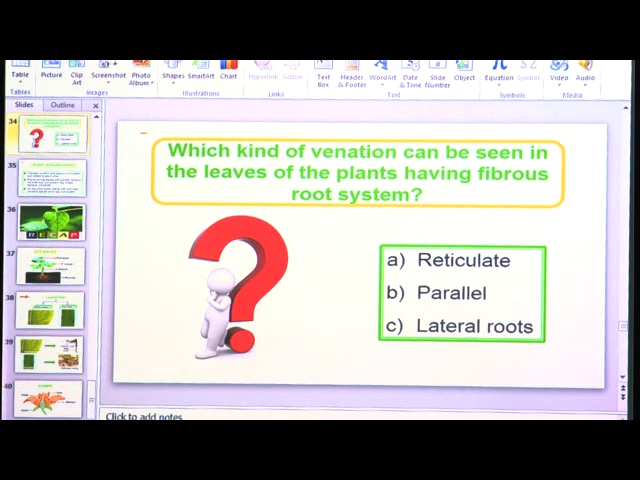 Table
Picture
Clip
Art
Screenshot
Photo
Album
Shapes
SmartArt
Chart
Hyperlink
Action
Text
Box
Header
& Footer
WordArt
Date
& Time
Slide
Number
Object
Equation
Symbol
Video
Audio
Tables
Images
Illustrations
Links
Text
Symbols
Media
Slides
Outline
34
35
36
RECAP
37
38
39
40
Which kind of venation can be seen in
the leaves of the plants having fibrous
root system?
a) Reticulate
b) Parallel
c) Lateral roots
Click to add notes